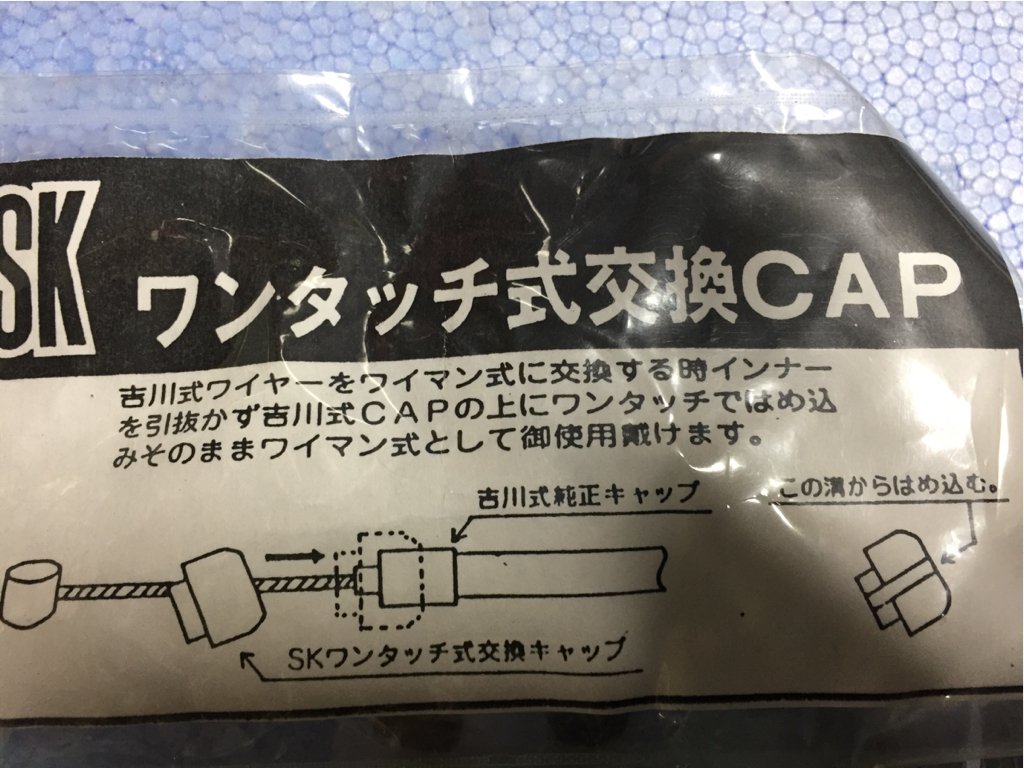 SK
ワンタッチ式交換CAP
吉川式ワイヤーをワイマン式に交換する時インナー
を引抜かず吉川式CAPの上にワンタッチではめ込
みそのままワイマン式として御使用戴けます。
吉川式純正キャップ
この溝からはめ込む。
SKワンタッチ式交換キャップ